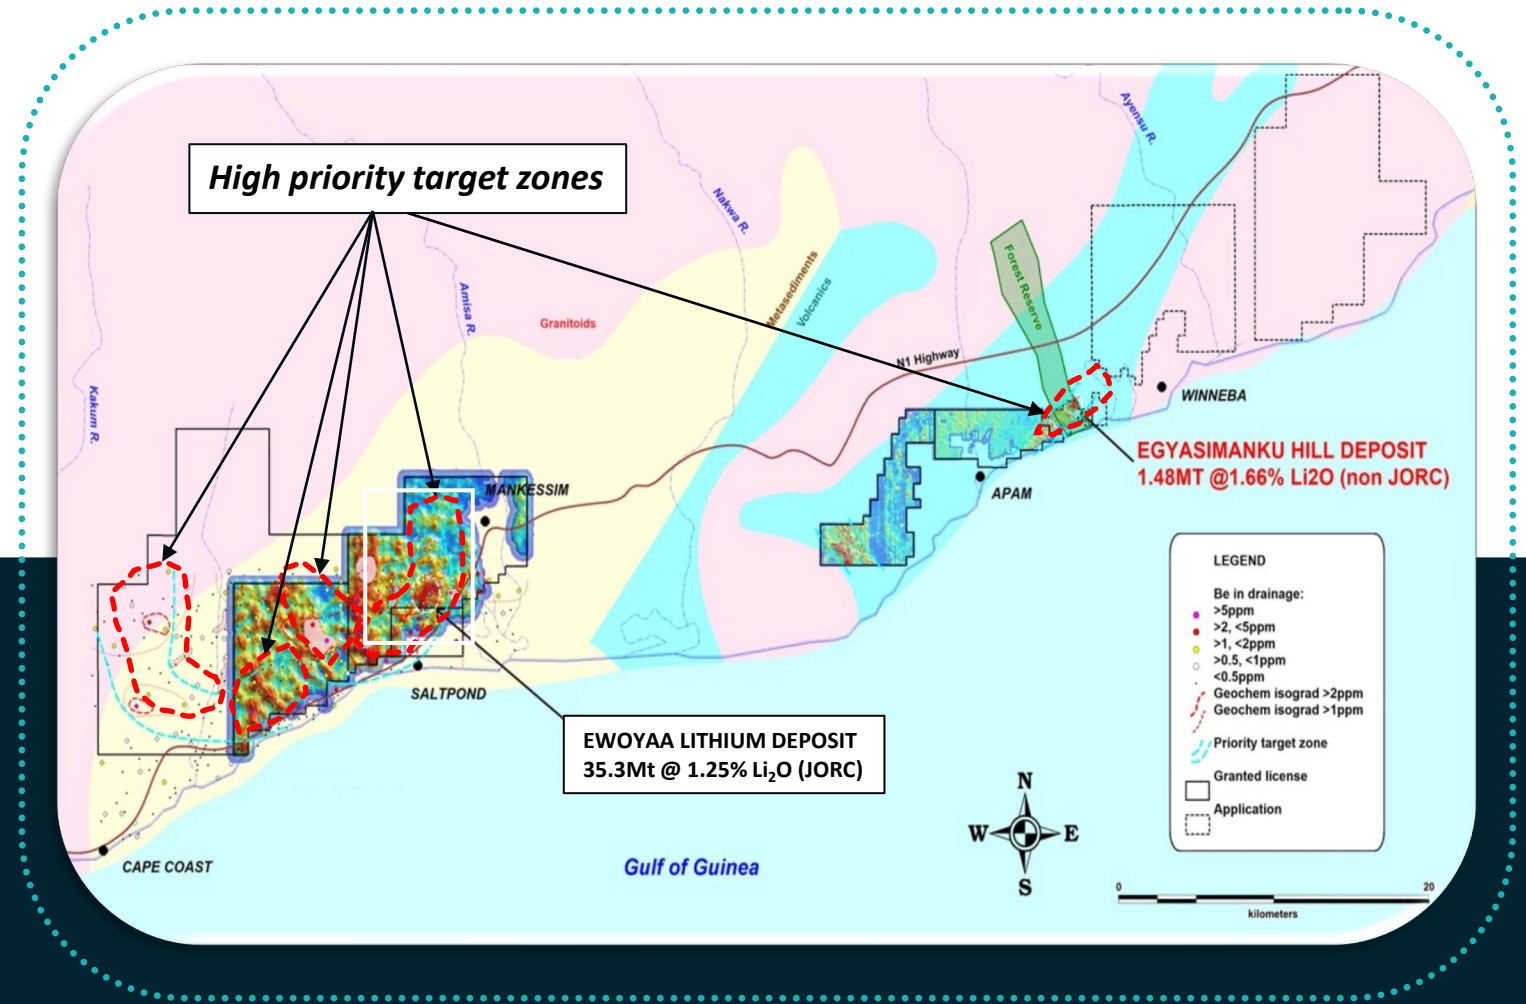 High priority target zones
Ayensu R.
Nakwa R.
Forest Reserve
Metasediments
Volcanics
Amisa R.
Granitoids
N1 Highway
Kakum R.
WINNEBA
EGYASIMANKU HILL DEPOSIT
1.48MT @1.66% Li2O (non JORC)
MANKESSIM
APAM
SALTPOND
EWOYAA LITHIUM DEPOSIT
35.3Mt @ 1.25% Li₂O (JORC)
CAPE COAST
Gulf of Guinea
LEGEND
Be in drainage:
>5ppm
>2, <5ppm
>1, <2ppm
>0.5, <1ppm
<0.5ppm
Geochem isograd >2ppm
Geochem isograd >1ppm
Priority target zone
Granted license
Application
N
W
E
S
0 20
kilometers